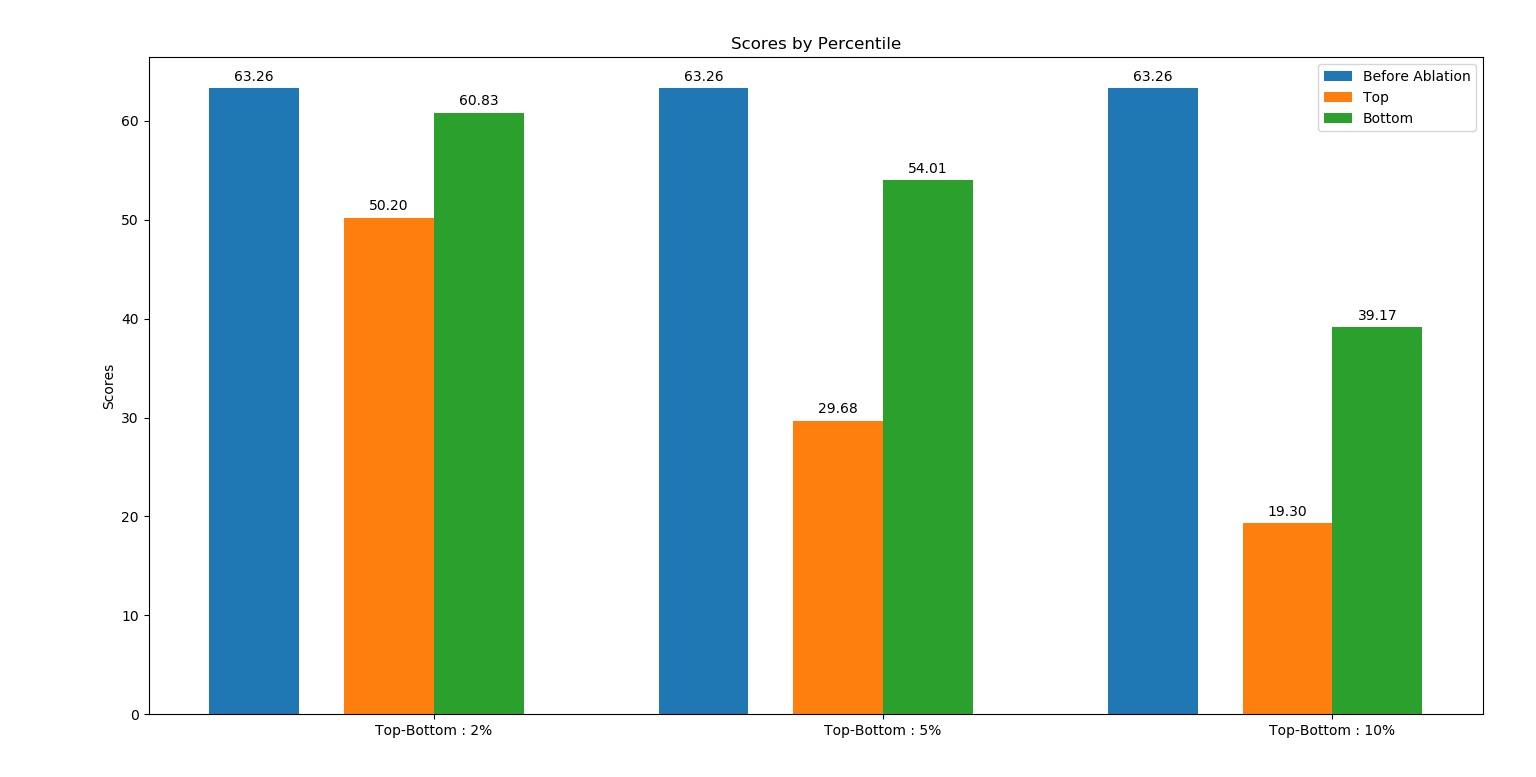 Scores by Percentile
63.26
63.26
63.26
Before Ablation
Top
Bottom
60.83
54.01
50.20
39.17
29.68
19.30
Scores
60
50
40
30
20
10
0
Top-Bottom : 2%
Top-Bottom : 5%
Top-Bottom : 10%